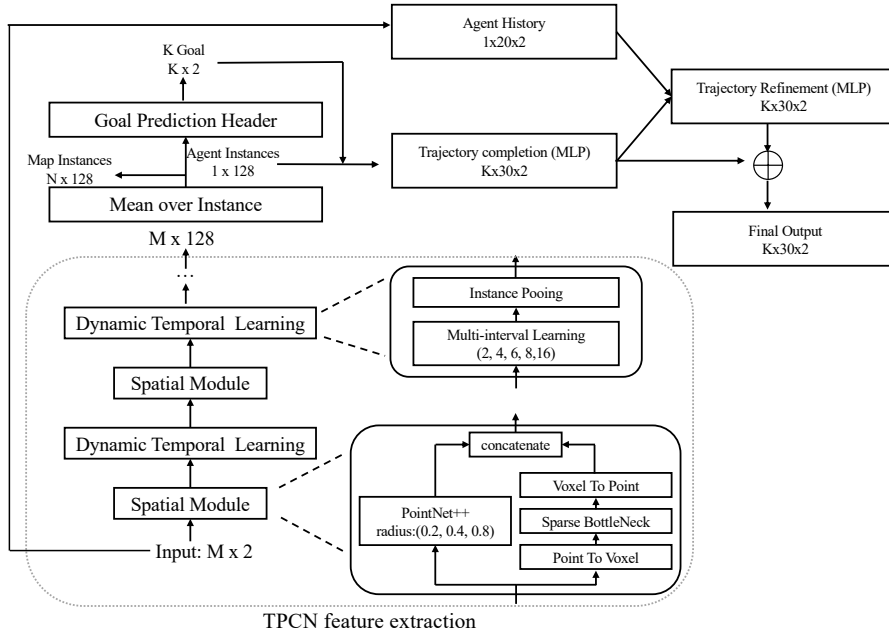 Agent History
1x20x2
K Goal
K x 2
Trajectory Refinement (MLP)
Kx30x2
Goal Prediction Header
Map Instances
N x 128
Agent Instances
1 x 128
Trajectory completion (MLP)
Kx30x2
Mean over Instance
Final Output
Kx30x2
M x 128
...
Instance Pooing
Dynamic Temporal Learning
Multi-interval Learning
(2, 4, 6, 8,16)
Spatial Module
Dynamic Temporal Learning
concatenate
Spatial Module
PointNet++
radius:(0.2, 0.4, 0.8)
Voxel To Point
Sparse BottleNeck
Point To Voxel
Input: M x 2
TPCN feature extraction